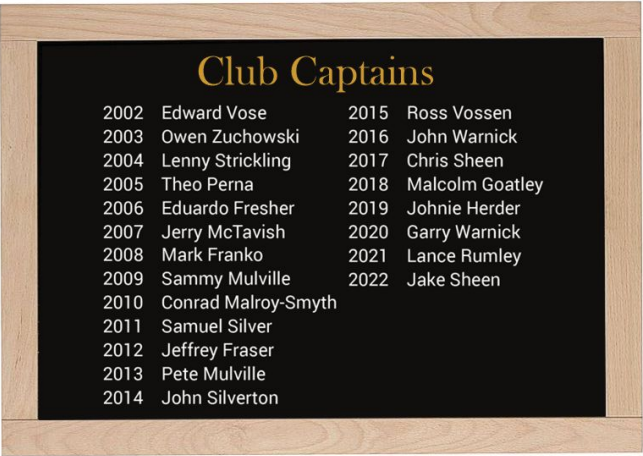 Club Captains
2002 Edward Vose
2003 Owen Zuchowski
2004 Lenny Strickling
2005 Theo Perna
2006 Eduardo Fresher
2007 Jerry McTavish
2008 Mark Franko
2009 Sammy Mulville
2010 Conrad Malroy-Smyth
2011 Samuel Silver
2012 Jeffrey Fraser
2013 Pete Mulville
2014 John Silverton
2015 Ross Vossen
2016 John Warnick
2017 Chris Sheen
2018 Malcolm Goatley
2019 Johnie Herder
2020 Garry Warnick
2021 Lance Rumley
2022 Jake Sheen